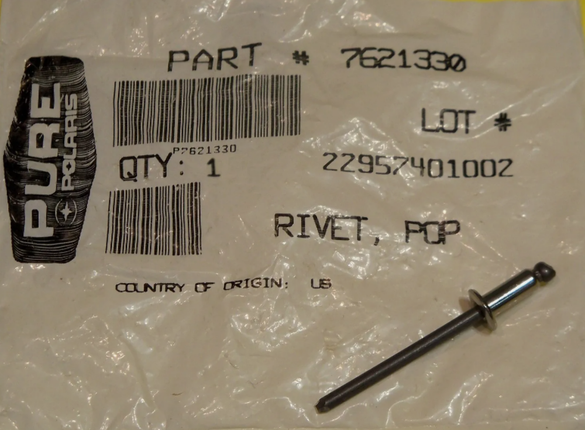 PURE
POLARIS
PART # 7621330
P7621330
LOT #
QTY: 1
22957401002
RIVET, POP
COUNTRY OF ORIGIN: US